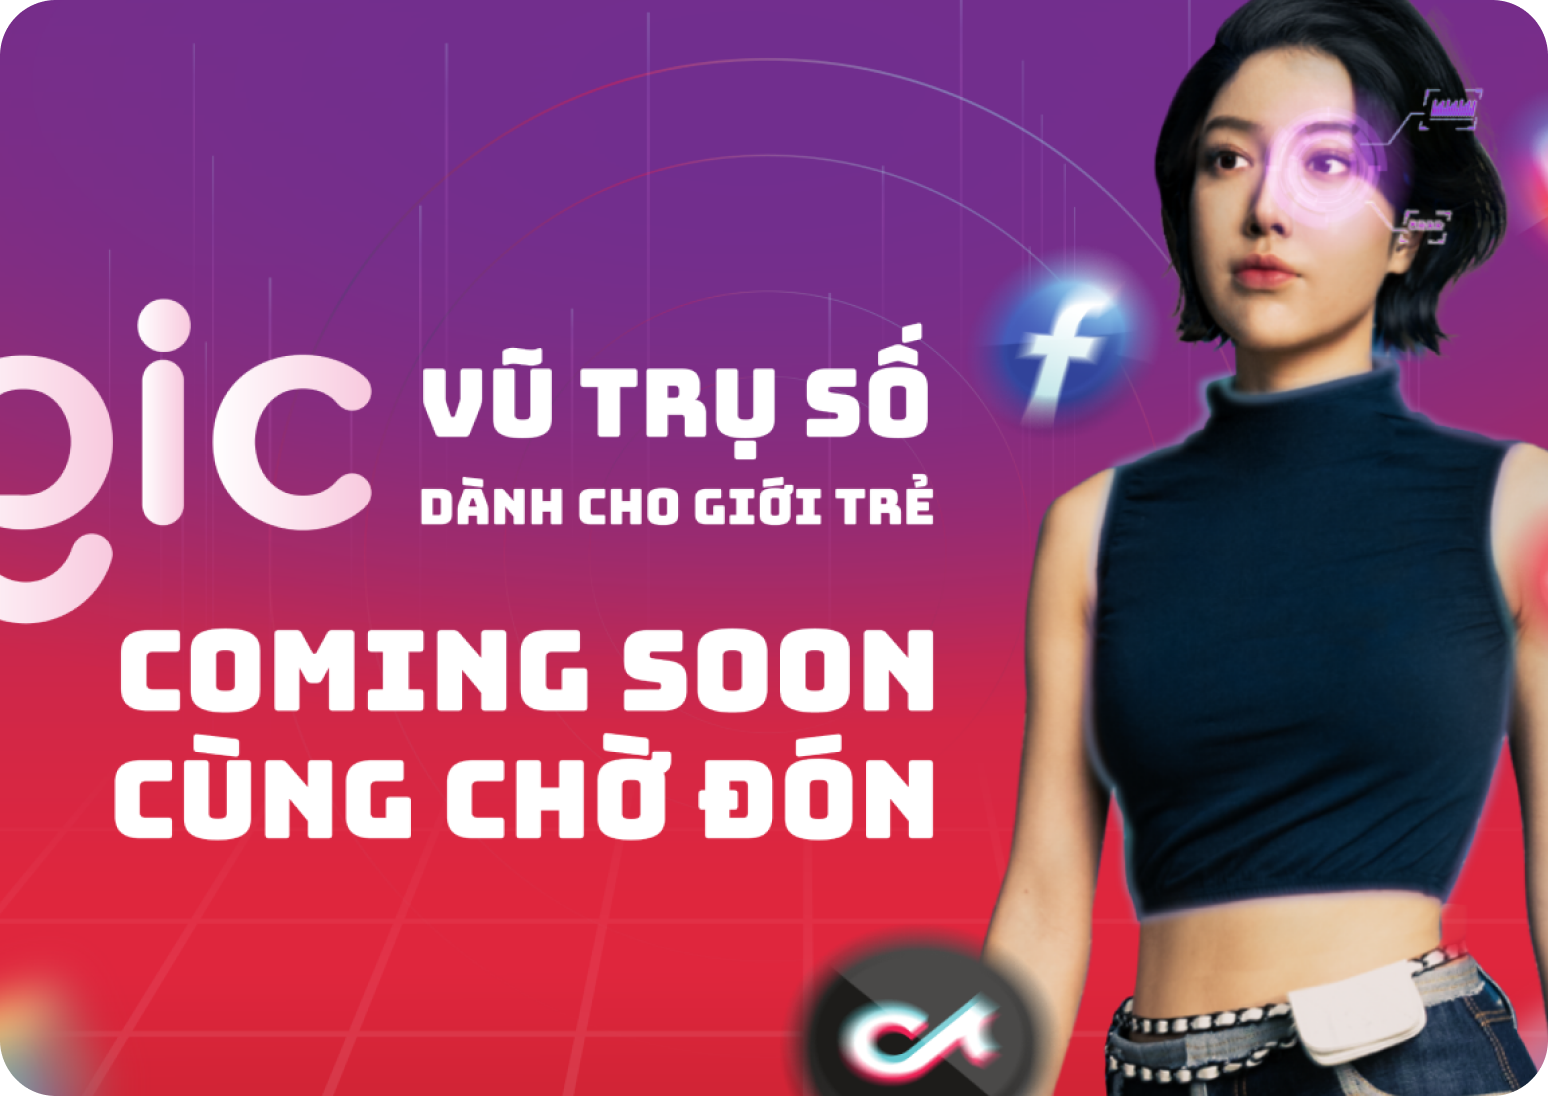 gic
VŨ TRỤ SỐ
DÀNH CHO GIỚI TRẺ
COMING SOON
CÙNG CHỜ ĐÓN